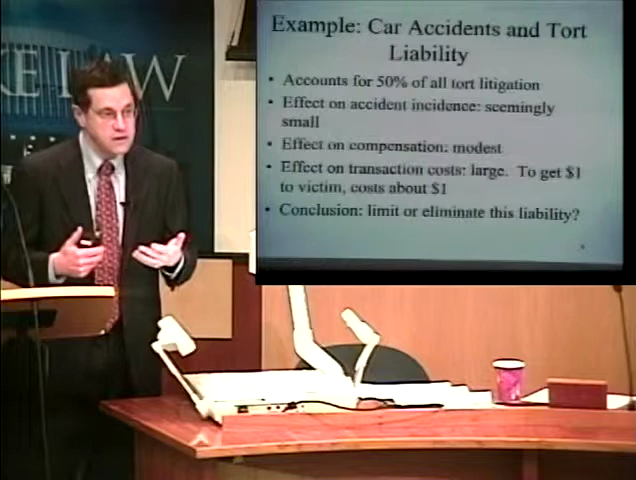 KE LAW
Example: Car Accidents and Tort
Liability
• Accounts for 50% of all tort litigation
• Effect on accident incidence: seemingly
small
• Effect on compensation: modest
• Effect on transaction costs: large. To get $1
to victim, costs about $1
• Conclusion: limit or eliminate this liability?